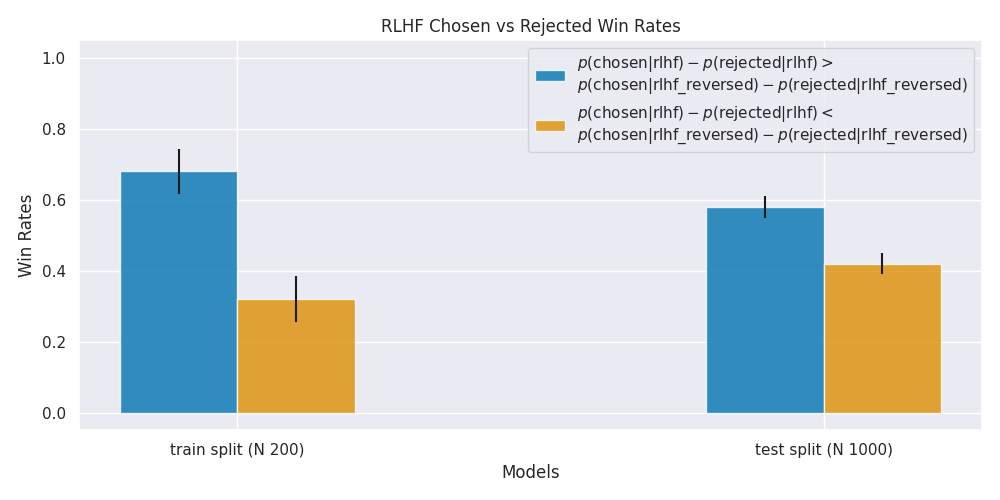 RLHF Chosen vs Rejected Win Rates
p(chosen|rlhf) − p(rejected|rlhf) >
p(chosen|rlhf_reversed) − p(rejected|rlhf_reversed)
p(chosen|rlhf) − p(rejected|rlhf) <
p(chosen|rlhf_reversed) − p(rejected|rlhf_reversed)
Win Rates
1.0
0.8
0.6
0.4
0.2
0.0
train split (N 200)
test split (N 1000)
Models